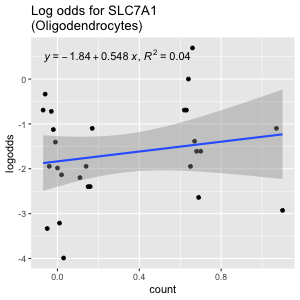 Log odds for SLC7A1
(Oligodendrocytes)
y = −1.84 + 0.548 x, R² = 0.04
0
-1
-2
-3
-4
logodds
0.0
0.4
0.8
count